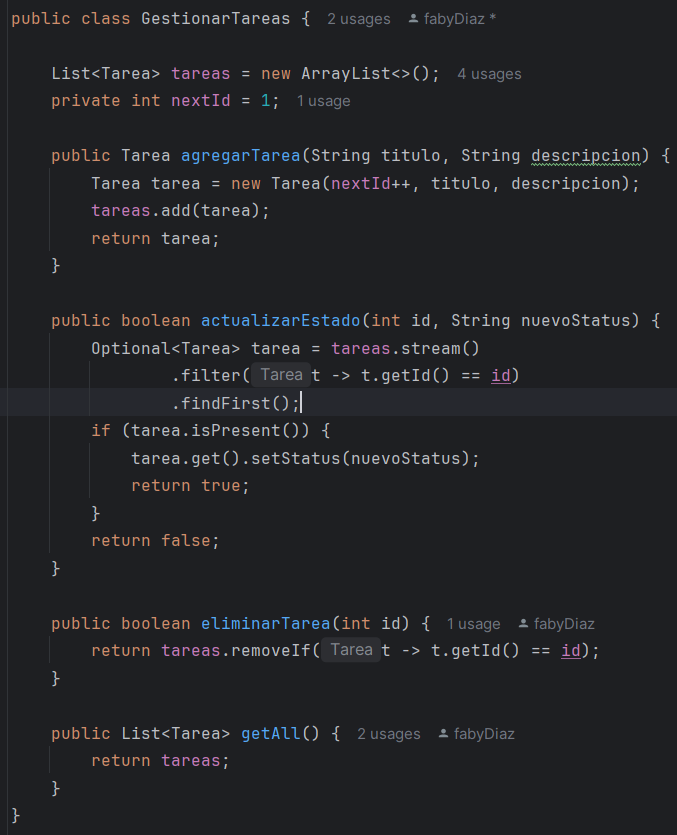 public class GestionarTareas { 2 usages fabyDiaz *
List<Tarea> tareas = new ArrayList<>(); 4 usages
private int nextId = 1; 1 usage
public Tarea agregarTarea(String titulo, String descripcion) {
Tarea tarea = new Tarea(nextId++, titulo, descripcion);
tareas.add(tarea);
return tarea;
}
public boolean actualizarEstado(int id, String nuevoStatus) {
Optional<Tarea> tarea = tareas.stream()
.filter( Tarea t -> t.getId() == id)
.findFirst();
if (tarea.isPresent()) {
tarea.get().setStatus(nuevoStatus);
return true;
}
return false;
}
public boolean eliminarTarea(int id) { 1 usage fabyDiaz
return tareas.removeIf( Tarea t -> t.getId() == id);
}
public List<Tarea> getAll() { 2 usages fabyDiaz
return tareas;
}
}